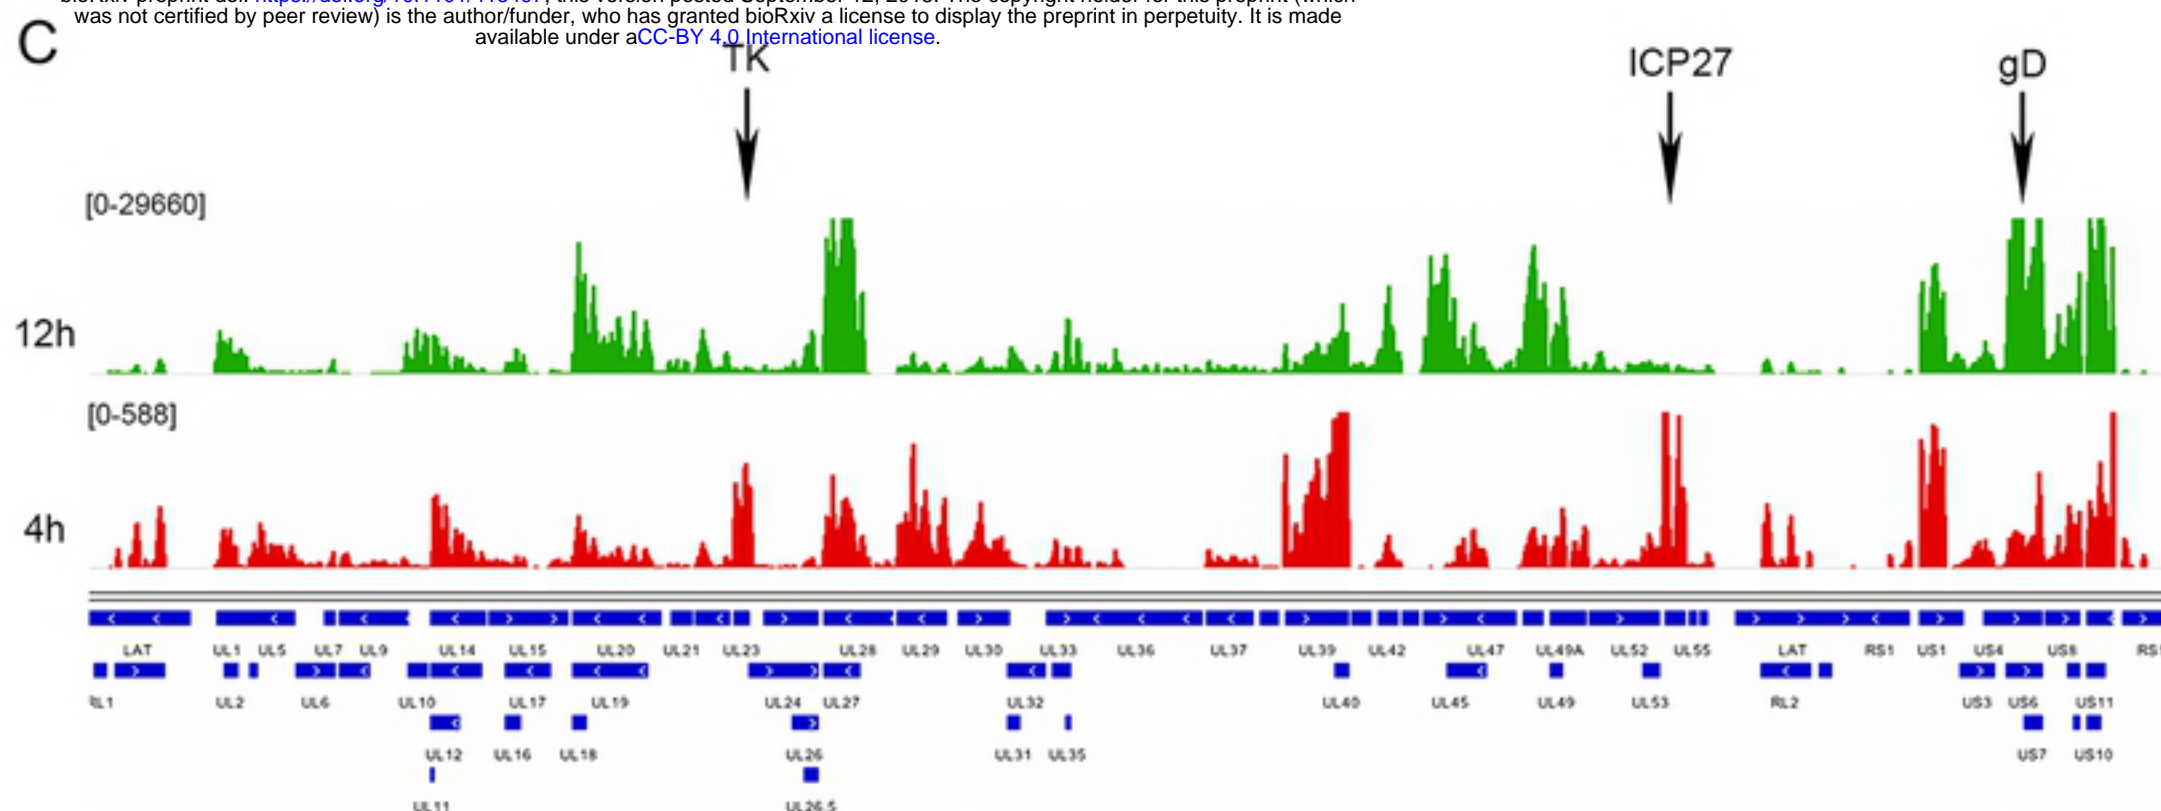 was not certified by peer review) is the author/funder, who has granted bioRxiv a license to display the preprint in perpetuity. It is made
available under aCC-BY 4.0 International license.
C
TK
ICP27
gD
[0-29660]
12h
[0-588]
4h
LAT UL1 UL5 UL7 UL9 UL14 UL15 UL20 UL21 UL23 UL28 UL29 UL30 UL33 UL36 UL37 UL39 UL42 UL47 UL49A UL52 UL55 LAT RS1 US1 US4 US8
UL2 UL6 UL10 UL17 UL19 UL24 UL27 UL32 UL40 UL45 UL49 UL53 RL2 US3 US6 US11
UL12 UL16 UL18 UL26 UL31 UL35 US7 US10
UL11 UL26.5